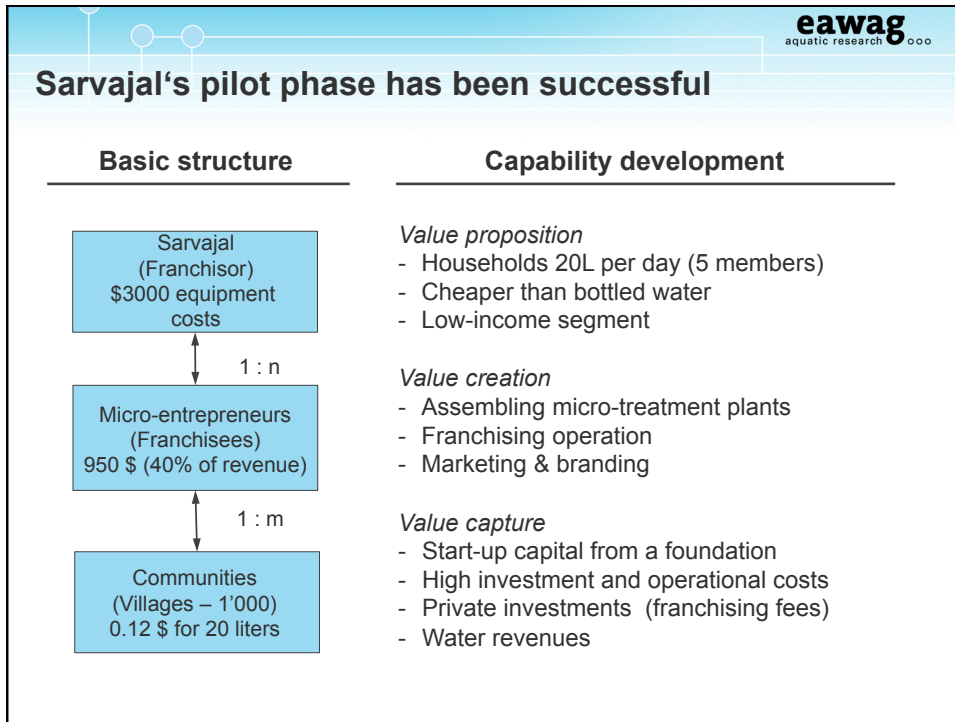 eawag
aquatic research
Sarvajal‘s pilot phase has been successful
Basic structure
Sarvajal
(Franchisor)
$3000 equipment
costs
1 : n
Micro-entrepreneurs
(Franchisees)
950 $ (40% of revenue)
1 : m
Communities
(Villages – 1’000)
0.12 $ for 20 liters
Capability development
Value proposition
- Households 20L per day (5 members)
- Cheaper than bottled water
- Low-income segment
Value creation
- Assembling micro-treatment plants
- Franchising operation
- Marketing & branding
Value capture
- Start-up capital from a foundation
- High investment and operational costs
- Private investments (franchising fees)
- Water revenues